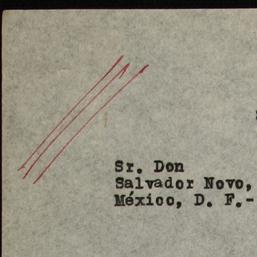 Sr. Don
Salvador Novo,
México, D. F.-